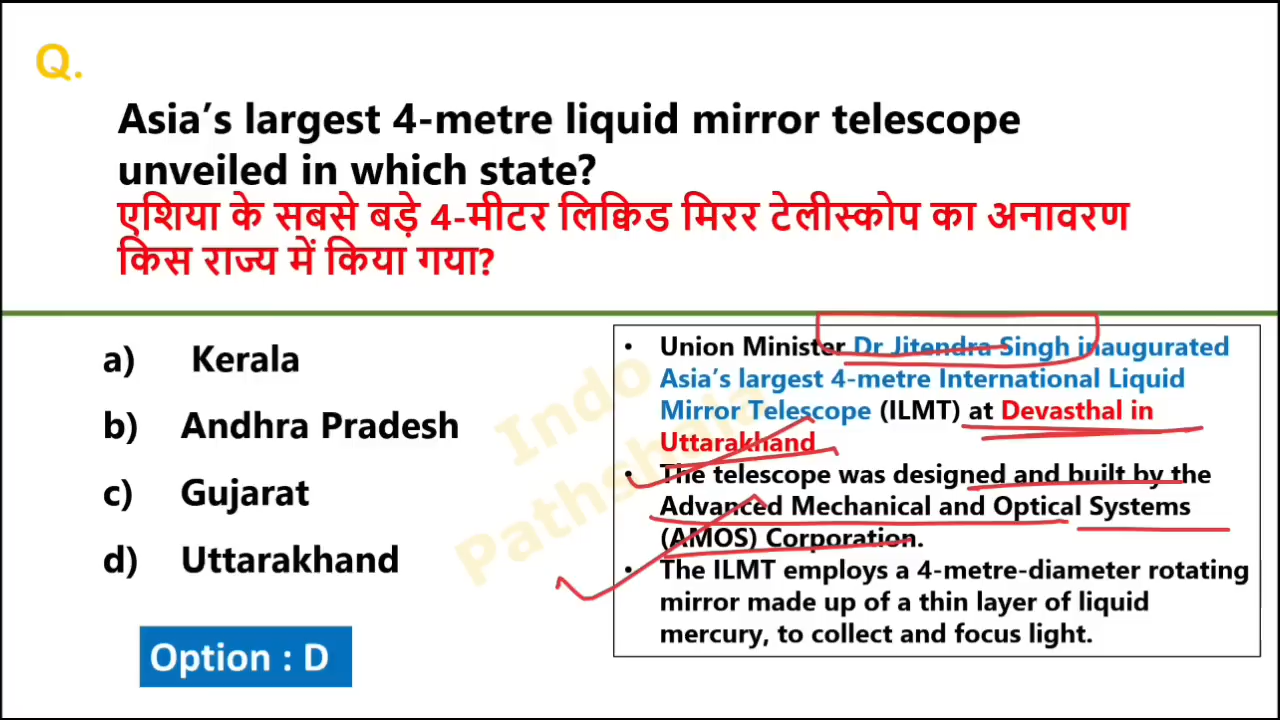 Q.
Asia’s largest 4-metre liquid mirror telescope
unveiled in which state?
एशिया के सबसे बड़े 4-मीटर लिक्विड मिरर टेलीस्कोप का अनावरण
किस राज्य में किया गया?
a) Kerala
b) Andhra Pradesh
c) Gujarat
d) Uttarakhand
Option : D
• Union Minister Dr Jitendra Singh inaugurated
Asia’s largest 4-metre International Liquid
Mirror Telescope (ILMT) at Devasthal in
Uttarakhand
• The telescope was designed and built by the
Advanced Mechanical and Optical Systems
(AMOS) Corporation.
• The ILMT employs a 4-metre-diameter rotating
mirror made up of a thin layer of liquid
mercury, to collect and focus light.
Indo
Pathshala